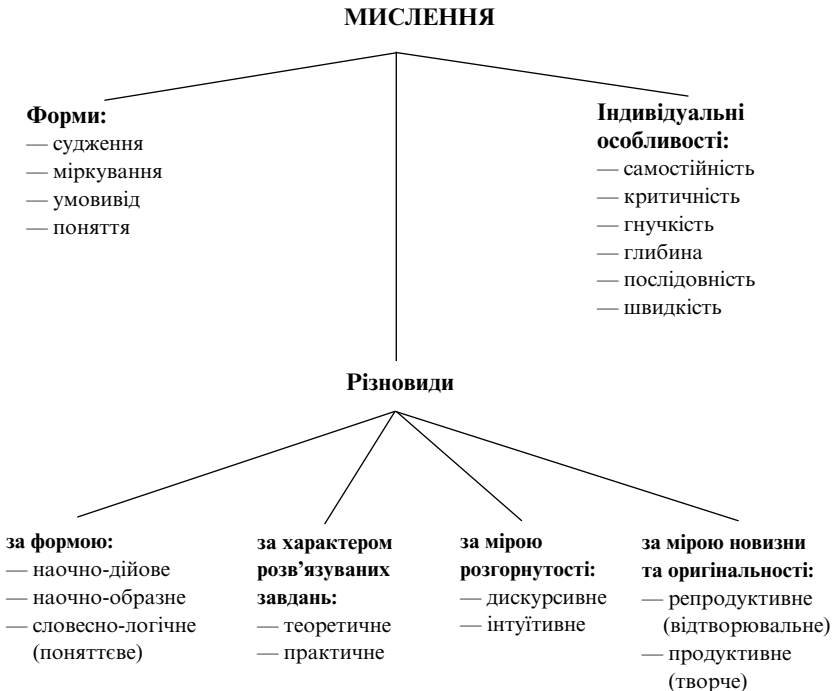 МИСЛЕННЯ
Форми:
— судження
— міркування
— умовивід
— поняття
Індивідуальні
особливості:
— самостійність
— критичність
— гнучкість
— глибина
— послідовність
— швидкість
Різновиди
за формою:
— наочно-дійове
— наочно-образне
— словесно-логічне
(поняттєве)
за характером
розв’язуваних
завдань:
— теоретичне
— практичне
за мірою
розгорнутості:
— дискурсивне
— інтуїтивне
за мірою новизни
та оригінальності:
— репродуктивне
(відтворювальне)
— продуктивне
(творче)